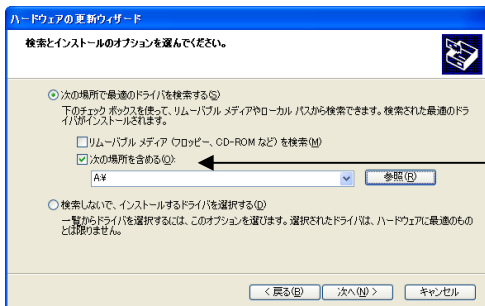 ハードウェアの更新ウィザード
検索とインストールのオプションを選んでください。
次の場所で最適のドライバを検索する(S)
下のチェック ボックスを使って、リムーバブル メディアやローカル パスから検索できます。検索された最適のドラ
イバがインストールされます。
リムーバブル メディア (フロッピー、CD-ROM など) を検索(M)
次の場所を含める(O):
A:¥
参照(R)
検索しないで、インストールするドライバを選択する(D)
一覧からドライバを選択するには、このオプションを選びます。選択されたドライバは、ハードウェアに最適のもの
とは限りません。
< 戻る(B)
次へ(N) >
キャンセル